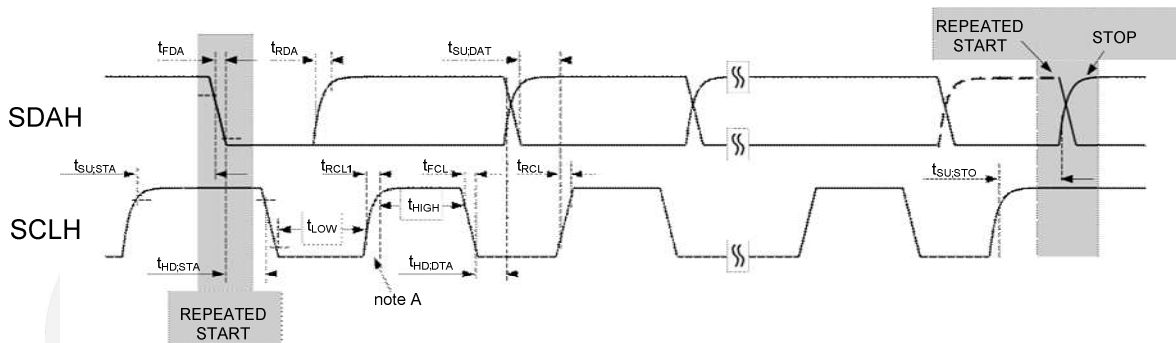 REPEATED
START
STOP
tFDA
tRDA
tSU;DAT
SDAH
tSU;STA
tRCL1
tFCL
tRCL
tSU;STO
tHIGH
SCLH
tLOW
tHD;STA
tHD;DTA
note A
REPEATED
START